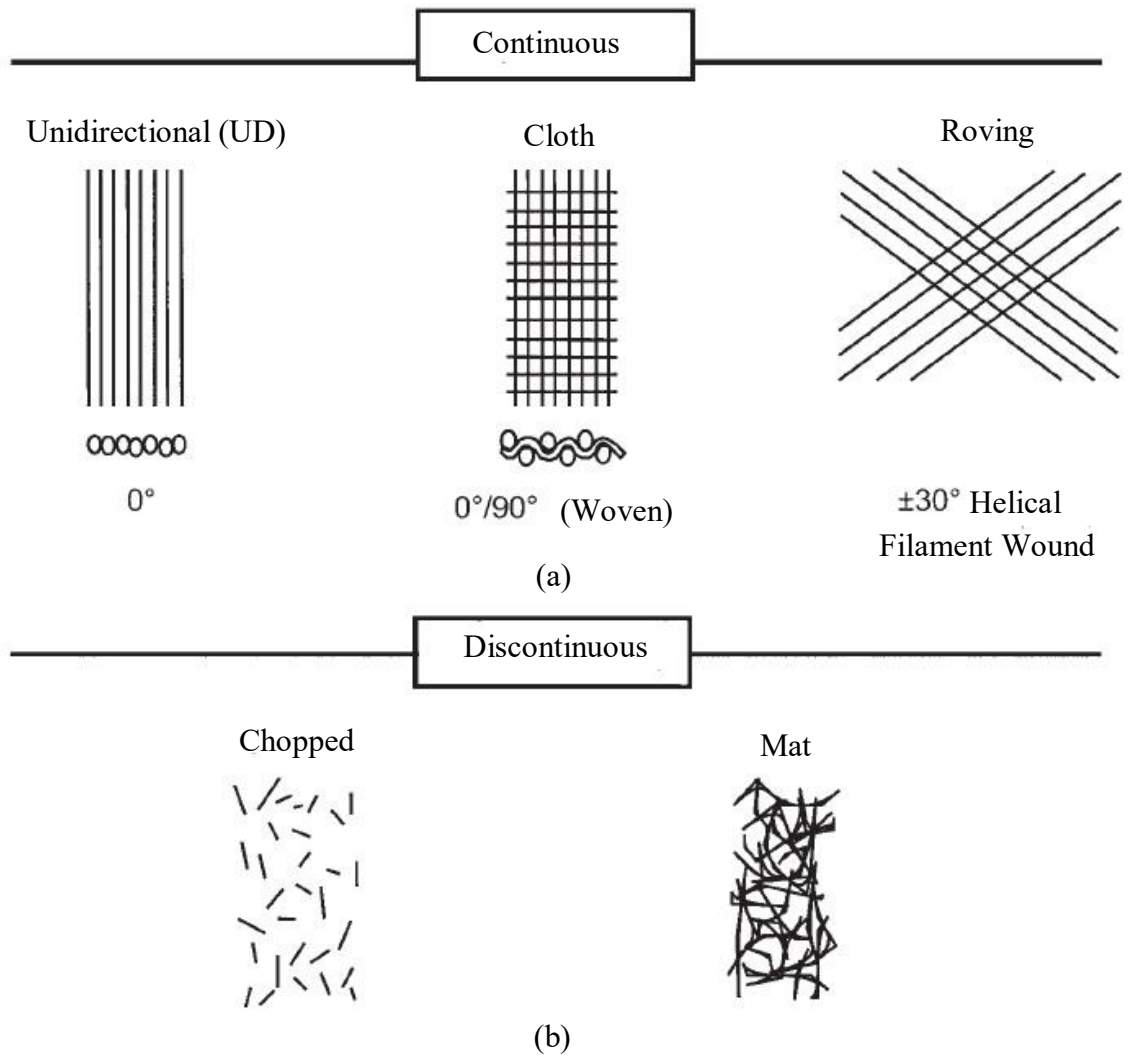 Continuous
Unidirectional (UD)
Cloth
Roving
0°
0°/90° (Woven)
±30° Helical
Filament Wound
(a)
Discontinuous
Chopped
Mat
(b)